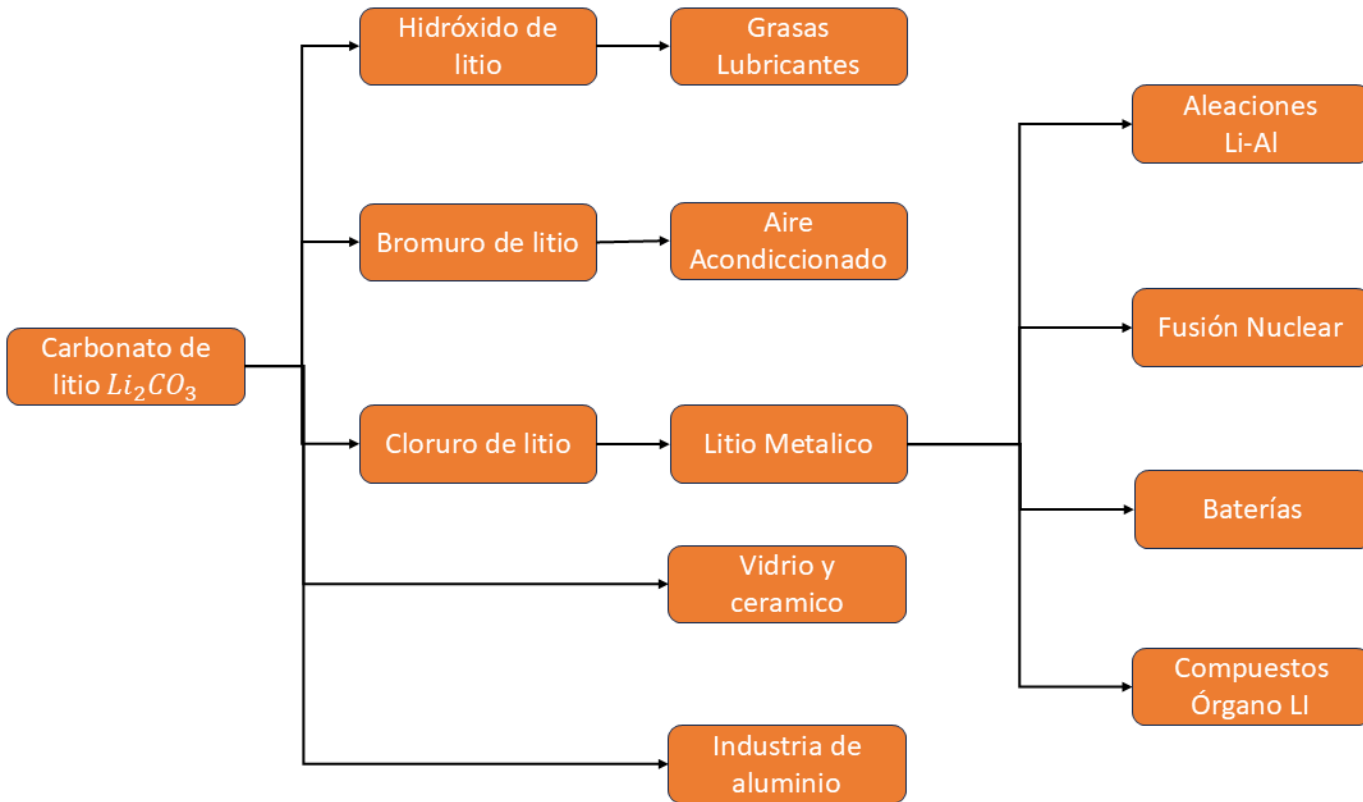 Hidróxido de
litio
Grasas
Lubricantes
Aleaciones
Li-Al
Bromuro de litio
Aire
Acondiccionado
Fusión Nuclear
Carbonato de
litio Li₂CO₃
Cloruro de litio
Litio Metalico
Baterías
Vidrio y
ceramico
Compuestos
Órgano LI
Industria de
aluminio